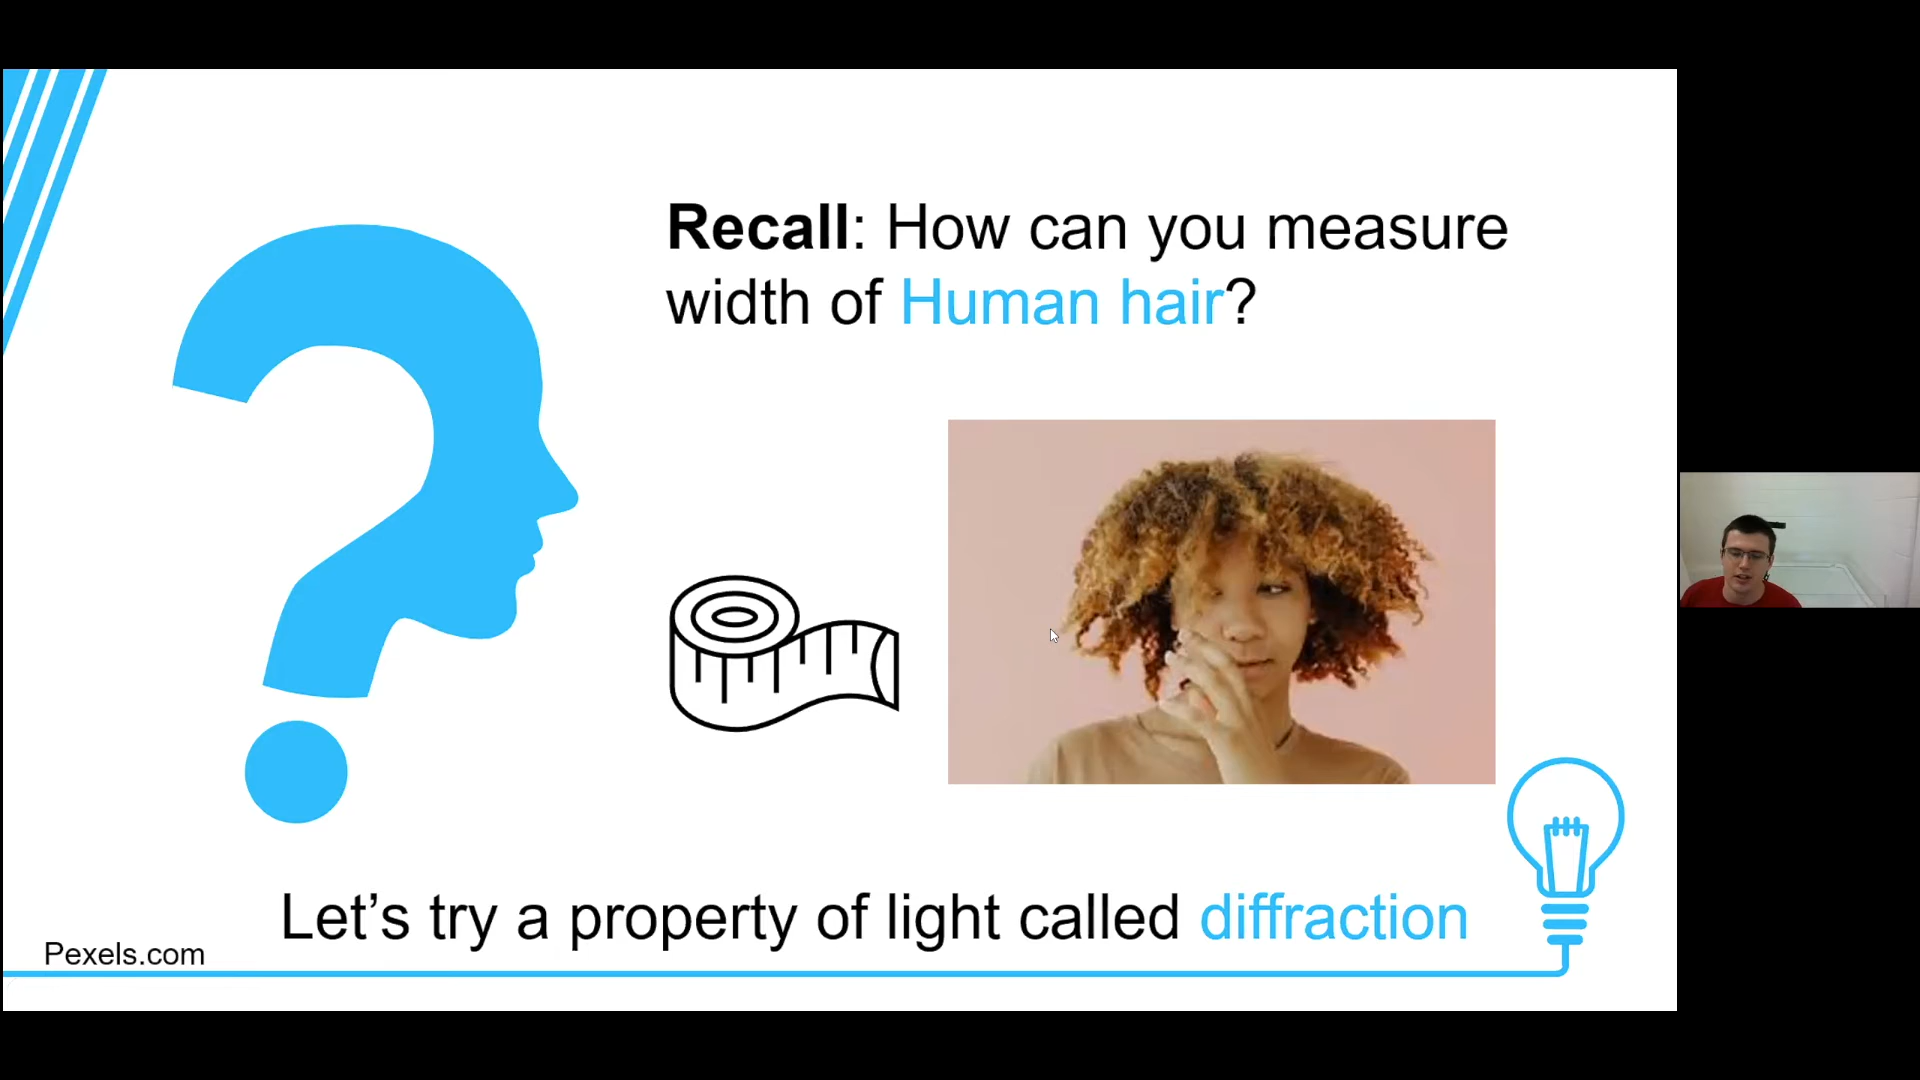 Recall: How can you measure
width of Human hair?
Let’s try a property of light called diffraction
Pexels.com